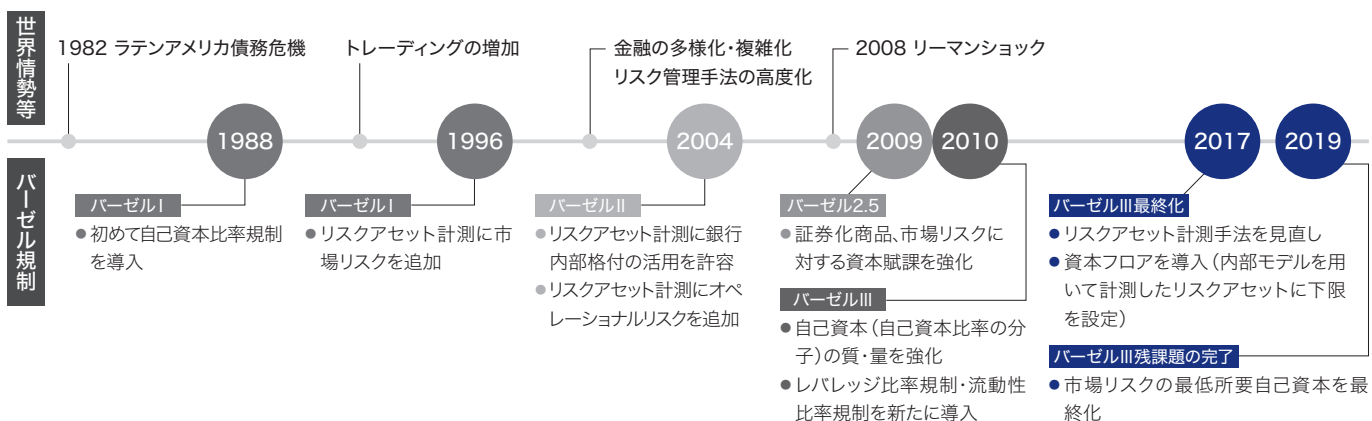 世界情勢等
1982 ラテンアメリカ債務危機
トレーディングの増加
金融の多様化・複雑化
リスク管理手法の高度化
2008 リーマンショック
1988
1996
2004
2009
2010
2017
2019
バーゼル規制
バーゼルⅠ
●初めて自己資本比率規制
を導入
バーゼルⅠ
●リスクアセット計測に市
場リスクを追加
バーゼルⅡ
●リスクアセット計測に銀行
内部格付の活用を許容
●リスクアセット計測にオペ
レーショナルリスクを追加
バーゼル2.5
●証券化商品、市場リスクに
対する資本賦課を強化
バーゼルⅢ
●自己資本（自己資本比率の分
子）の質・量を強化
●レバレッジ比率規制・流動性
比率規制を新たに導入
バーゼルⅢ最終化
●リスクアセット計測手法を見直し
●資本フロアを導入（内部モデルを用
いて計測したリスクアセットに下限
を設定）
バーゼルⅢ残課題の完了
●市場リスクの最低所要自己資本を最
終化